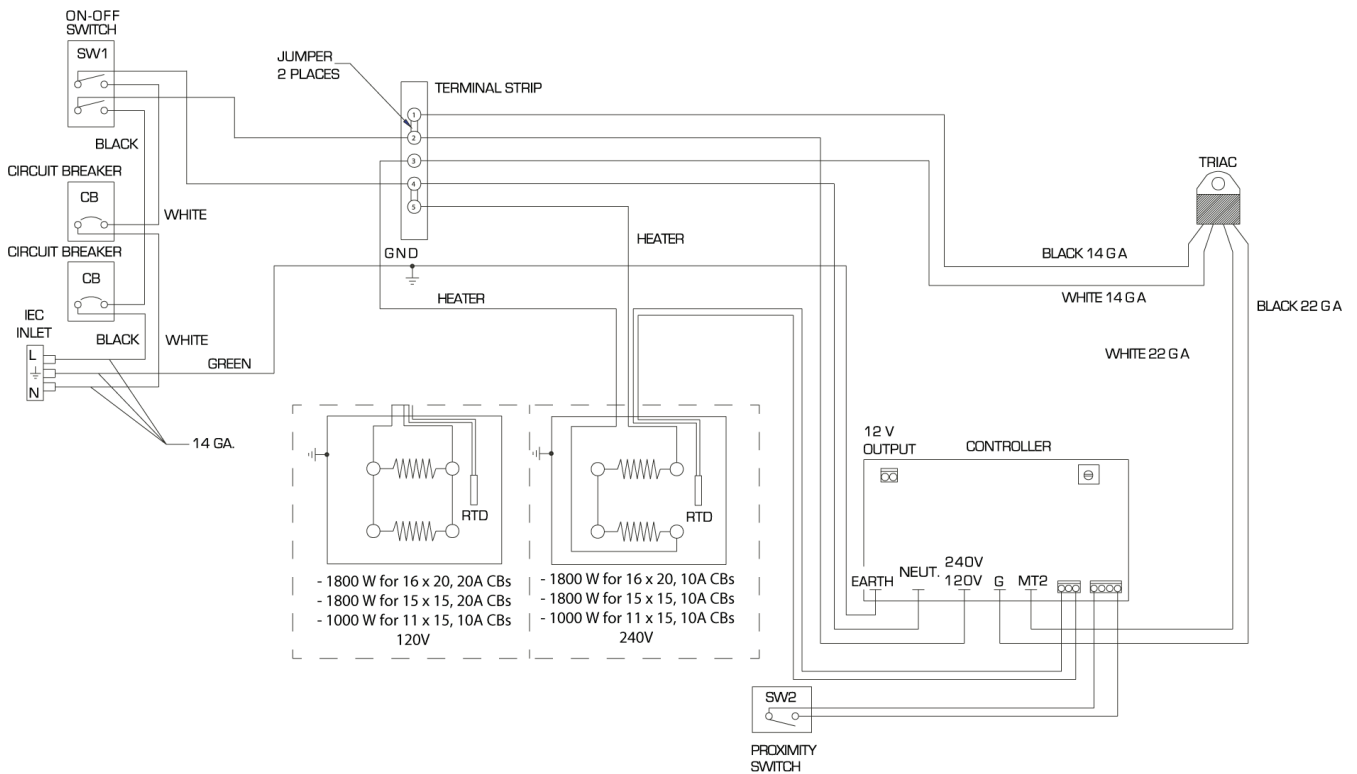 ON-OFF
SWITCH
SW1
JUMPER
2 PLACES
TERMINAL STRIP
1
2
3
4
5
BLACK
CIRCUIT BREAKER
CB
WHITE
CIRCUIT BREAKER
CB
GND
HEATER
HEATER
TRIAC
BLACK 14 GA
WHITE 14 GA
BLACK 22 GA
WHITE 22 GA
IEC
INLET
L
N
BLACK
WHITE
GREEN
14 GA.
RTD
- 1800 W for 16 x 20, 20A CBs
- 1800 W for 15 x 15, 20A CBs
- 1000 W for 11 x 15, 10A CBs
120V
RTD
- 1800 W for 16 x 20, 10A CBs
- 1800 W for 15 x 15, 10A CBs
- 1000 W for 11 x 15, 10A CBs
240V
12 V
OUTPUT
CONTROLLER
EARTH
NEUT.
240V
120V
G
MT2
SW2
PROXIMITY
SWITCH